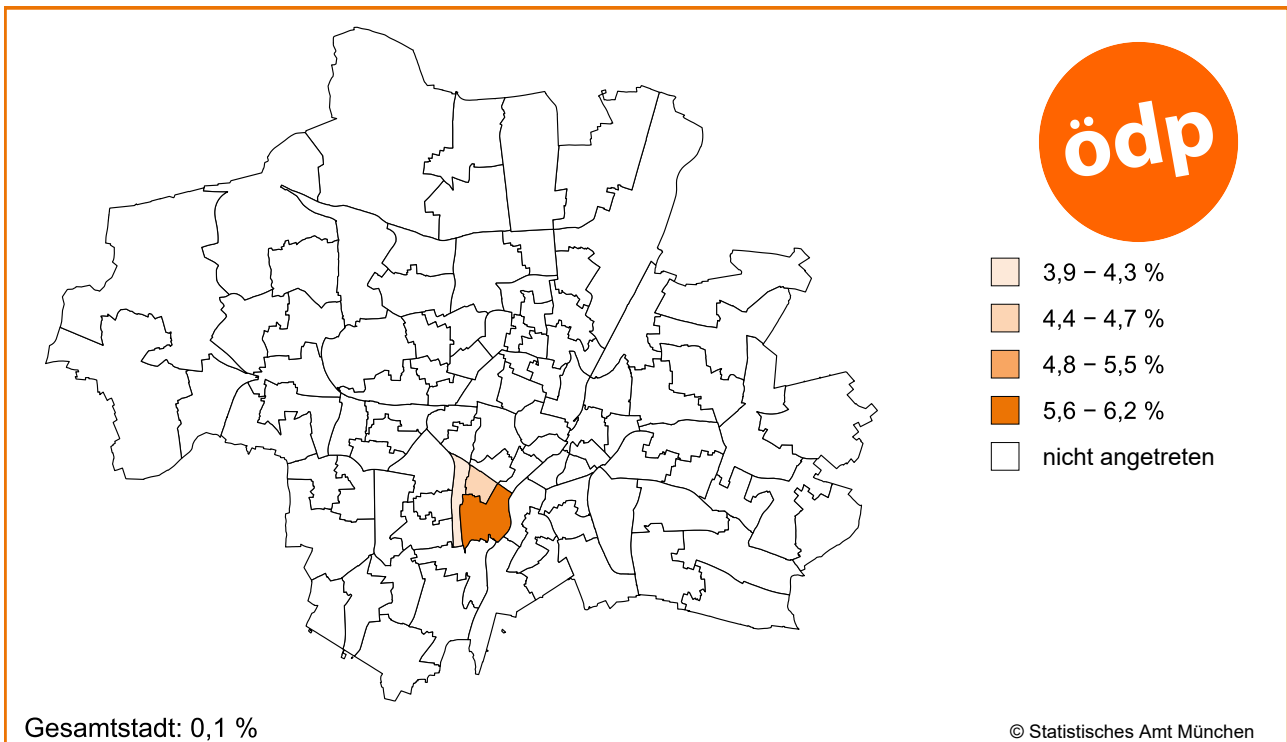 ödp
3,9 – 4,3 %
4,4 – 4,7 %
4,8 – 5,5 %
5,6 – 6,2 %
nicht angetreten
Gesamtstadt: 0,1 %
© Statistisches Amt München